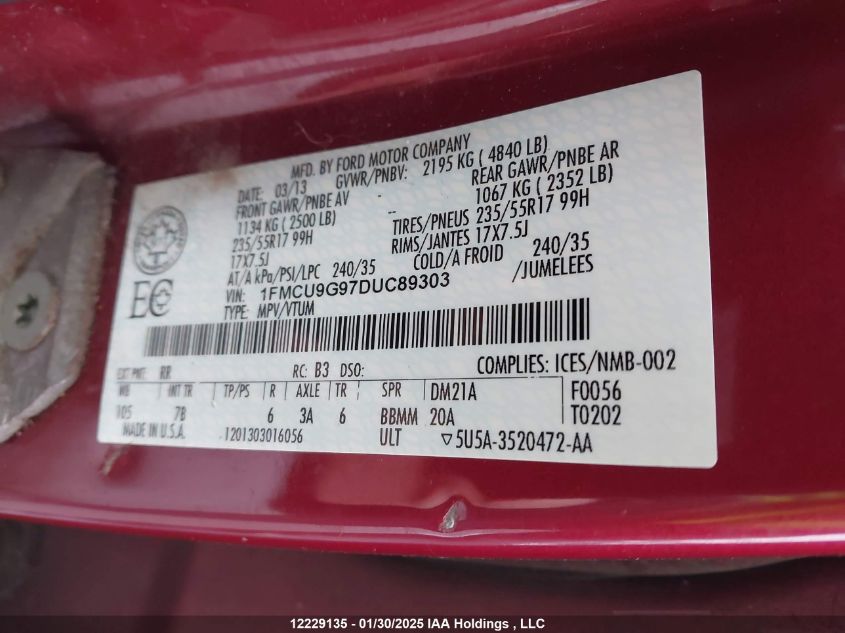 MFD. BY FORD MOTOR COMPANY
DATE: 03/13 GVWR/PNBV: 2195 KG ( 4840 LB)
FRONT GAWR/PNBE AV - REAR GAWR/PNBE AR
1134 KG ( 2500 LB) -- 1067 KG ( 2352 LB)
235/55R17 99H TIRES/PNEUS 235/55R17 99H
17X7.5J RIMS/JANTES 17X7.5J
AT/A kPa/PSI/LPC 240/35 COLD/A FROID 240/35
VIN: 1FMCU9G97DUC89303 /JUMELEES
TYPE: MPV/VTUM
EC
COMPLIES: ICES/NMB-002
EXT PNT: RR RC: B3 DSO:
WB INT TR TP/PS R AXLE TR SPR DM21A F0056
105 7B 6 3A 6 BBMM 20A T0202
MADE IN U.S.A. 1201303016056 ULT ▽5U5A-3520472-AA
12229135 - 01/30/2025 IAA Holdings , LLC